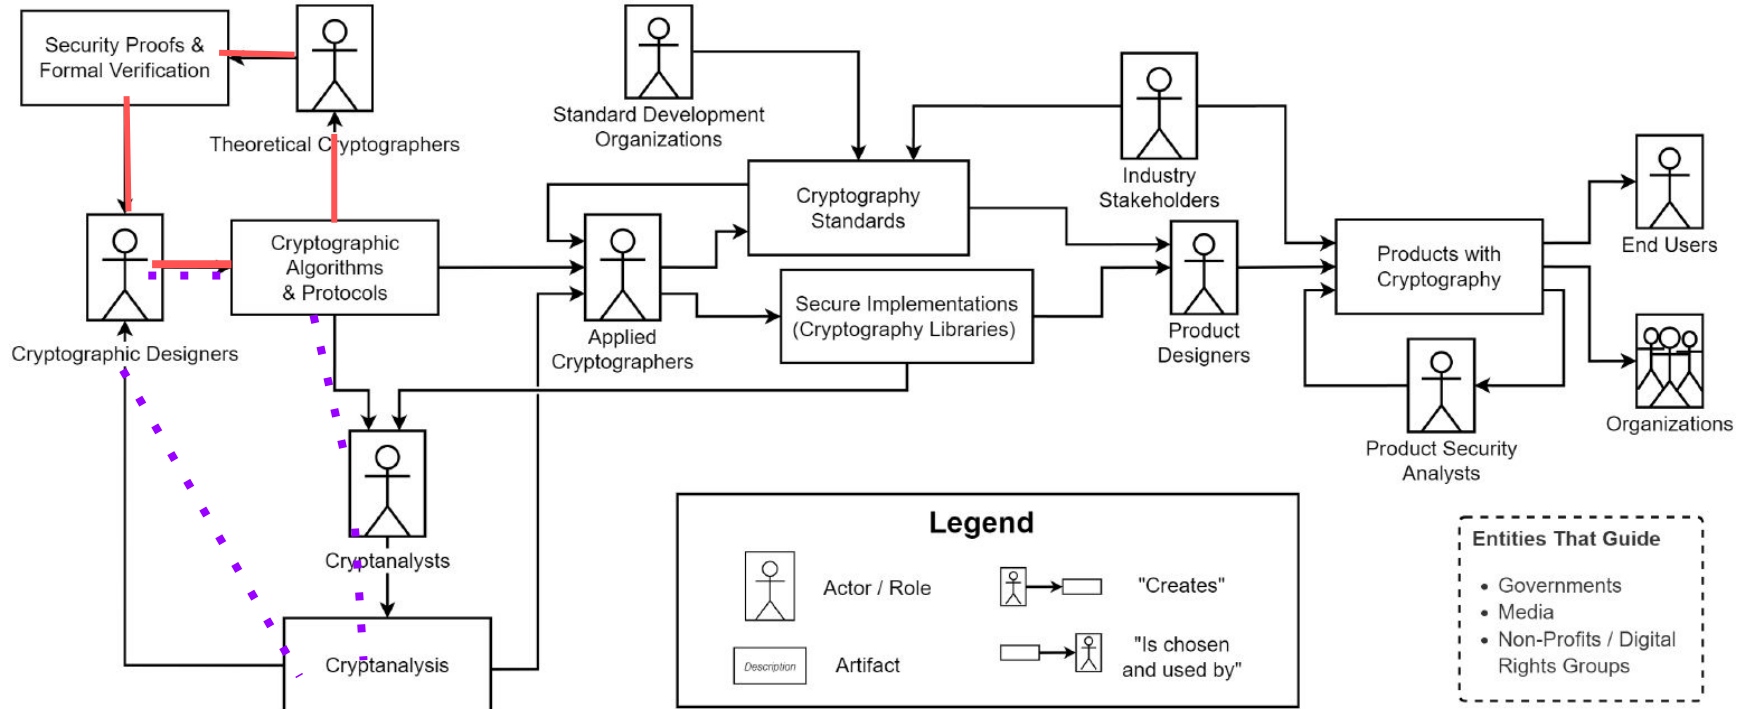 Security Proofs &
Formal Verification
Theoretical Cryptographers
Standard Development
Organizations
Industry
Stakeholders
Cryptography
Standards
End Users
Cryptographic
Algorithms
& Protocols
Products with
Cryptography
Secure Implementations
(Cryptography Libraries)
Cryptographic Designers
Applied
Cryptographers
Product
Designers
Organizations
Product Security
Analysts
Cryptanalysts
Cryptanalysis
Legend
Actor / Role
"Creates"
Description
Artifact
"Is chosen
and used by"
Entities That Guide
• Governments
• Media
• Non-Profits / Digital
Rights Groups